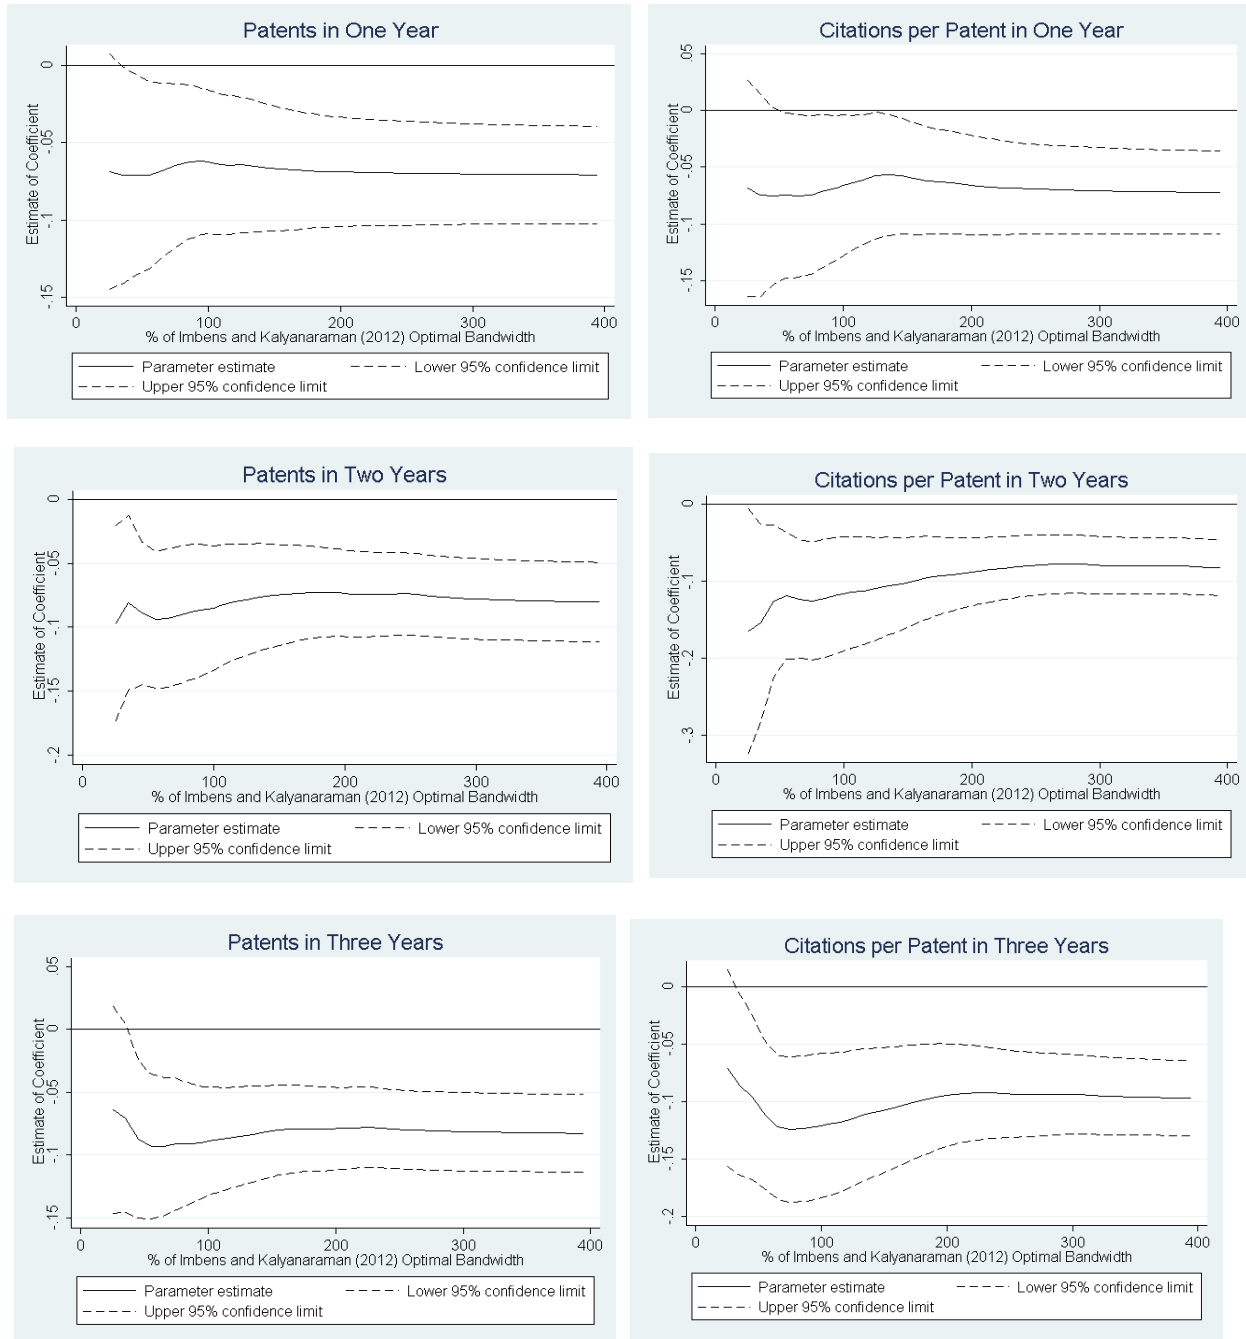 Patents in One Year
Estimate of Coefficient
0
-.05
-.1
-.15
0 100 200 300 400
% of Imbens and Kalyanaraman (2012) Optimal Bandwidth
Parameter estimate Lower 95% confidence limit
Upper 95% confidence limit
Citations per Patent in One Year
Estimate of Coefficient
.05
0
-.05
-.1
-.15
0 100 200 300 400
% of Imbens and Kalyanaraman (2012) Optimal Bandwidth
Parameter estimate Lower 95% confidence limit
Upper 95% confidence limit
Patents in Two Years
Estimate of Coefficient
0
-.05
-.1
-.15
-.2
0 100 200 300 400
% of Imbens and Kalyanaraman (2012) Optimal Bandwidth
Parameter estimate Lower 95% confidence limit
Upper 95% confidence limit
Citations per Patent in Two Years
Estimate of Coefficient
0
-.1
-.2
-.3
0 100 200 300 400
% of Imbens and Kalyanaraman (2012) Optimal Bandwidth
Parameter estimate Lower 95% confidence limit
Upper 95% confidence limit
Patents in Three Years
Estimate of Coefficient
.05
0
-.05
-.1
-.15
0 100 200 300 400
% of Imbens and Kalyanaraman (2012) Optimal Bandwidth
Parameter estimate Lower 95% confidence limit
Upper 95% confidence limit
Citations per Patent in Three Years
Estimate of Coefficient
0
-.05
-.1
-.15
-.2
0 100 200 300 400
% of Imbens and Kalyanaraman (2012) Optimal Bandwidth
Parameter estimate Lower 95% confidence limit
Upper 95% confidence limit